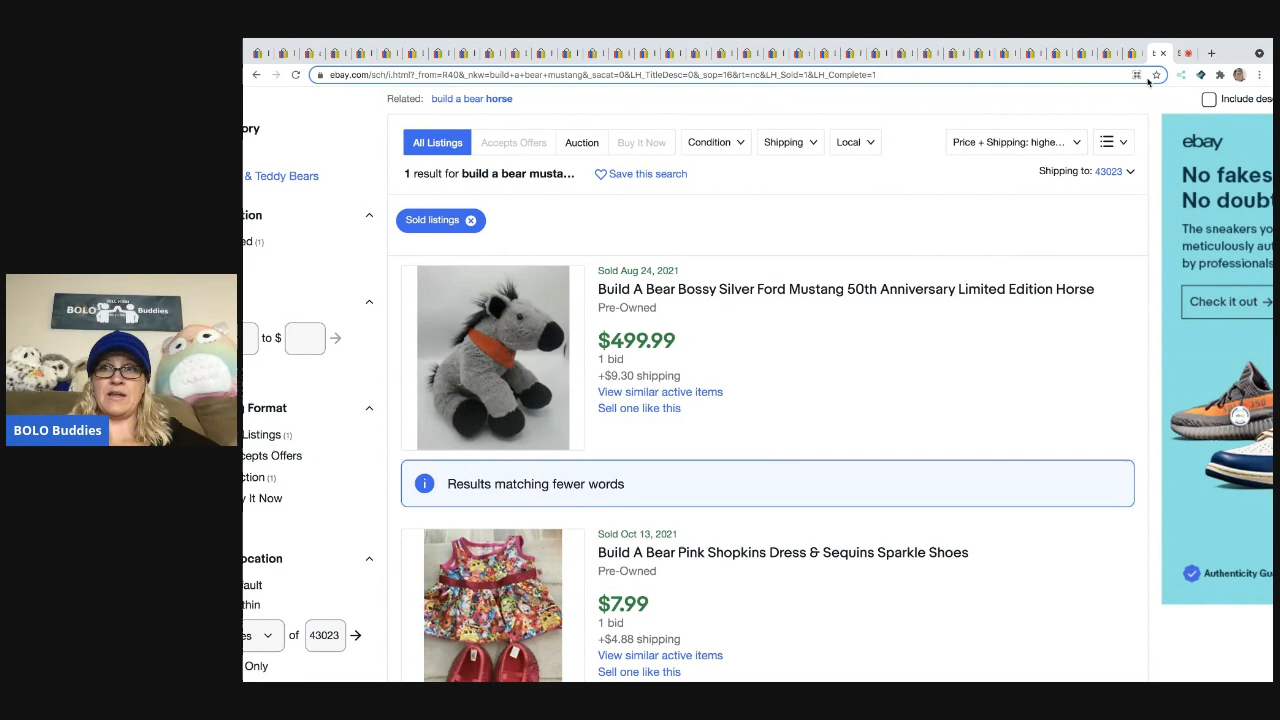 ebay.com/sch/i.html?_from=R40&_nkw=build+a+bear+mustang&_sacat=0&LH_TitleDesc=0&_sop=16&rt=nc&LH_Sold=1&LH_Complete=1
Related: build a bear horse
Include desc
ory
& Teddy Bears
tion
ed (1)
to $
g Format
Listings (1)
ccepts Offers
ction (1)
y It Now
ocation
ault
thin
es of 43023
Only
All Listings Accepts Offers Auction Buy It Now Condition Shipping Local Price + Shipping: highe...
1 result for build a bear musta... Save this search Shipping to: 43023
Sold listings
Sold Aug 24, 2021
Build A Bear Bossy Silver Ford Mustang 50th Anniversary Limited Edition Horse
Pre-Owned
$499.99
1 bid
+$9.30 shipping
View similar active items
Sell one like this
Results matching fewer words
Sold Oct 13, 2021
Build A Bear Pink Shopkins Dress & Sequins Sparkle Shoes
Pre-Owned
$7.99
1 bid
+$4.88 shipping
View similar active items
Sell one like this
ebay
No fakes
No doub
The sneakers yo
meticulously aut
by professionals
Check it out
Authenticity Gu
BOLO Buddies
BOLO Buddies